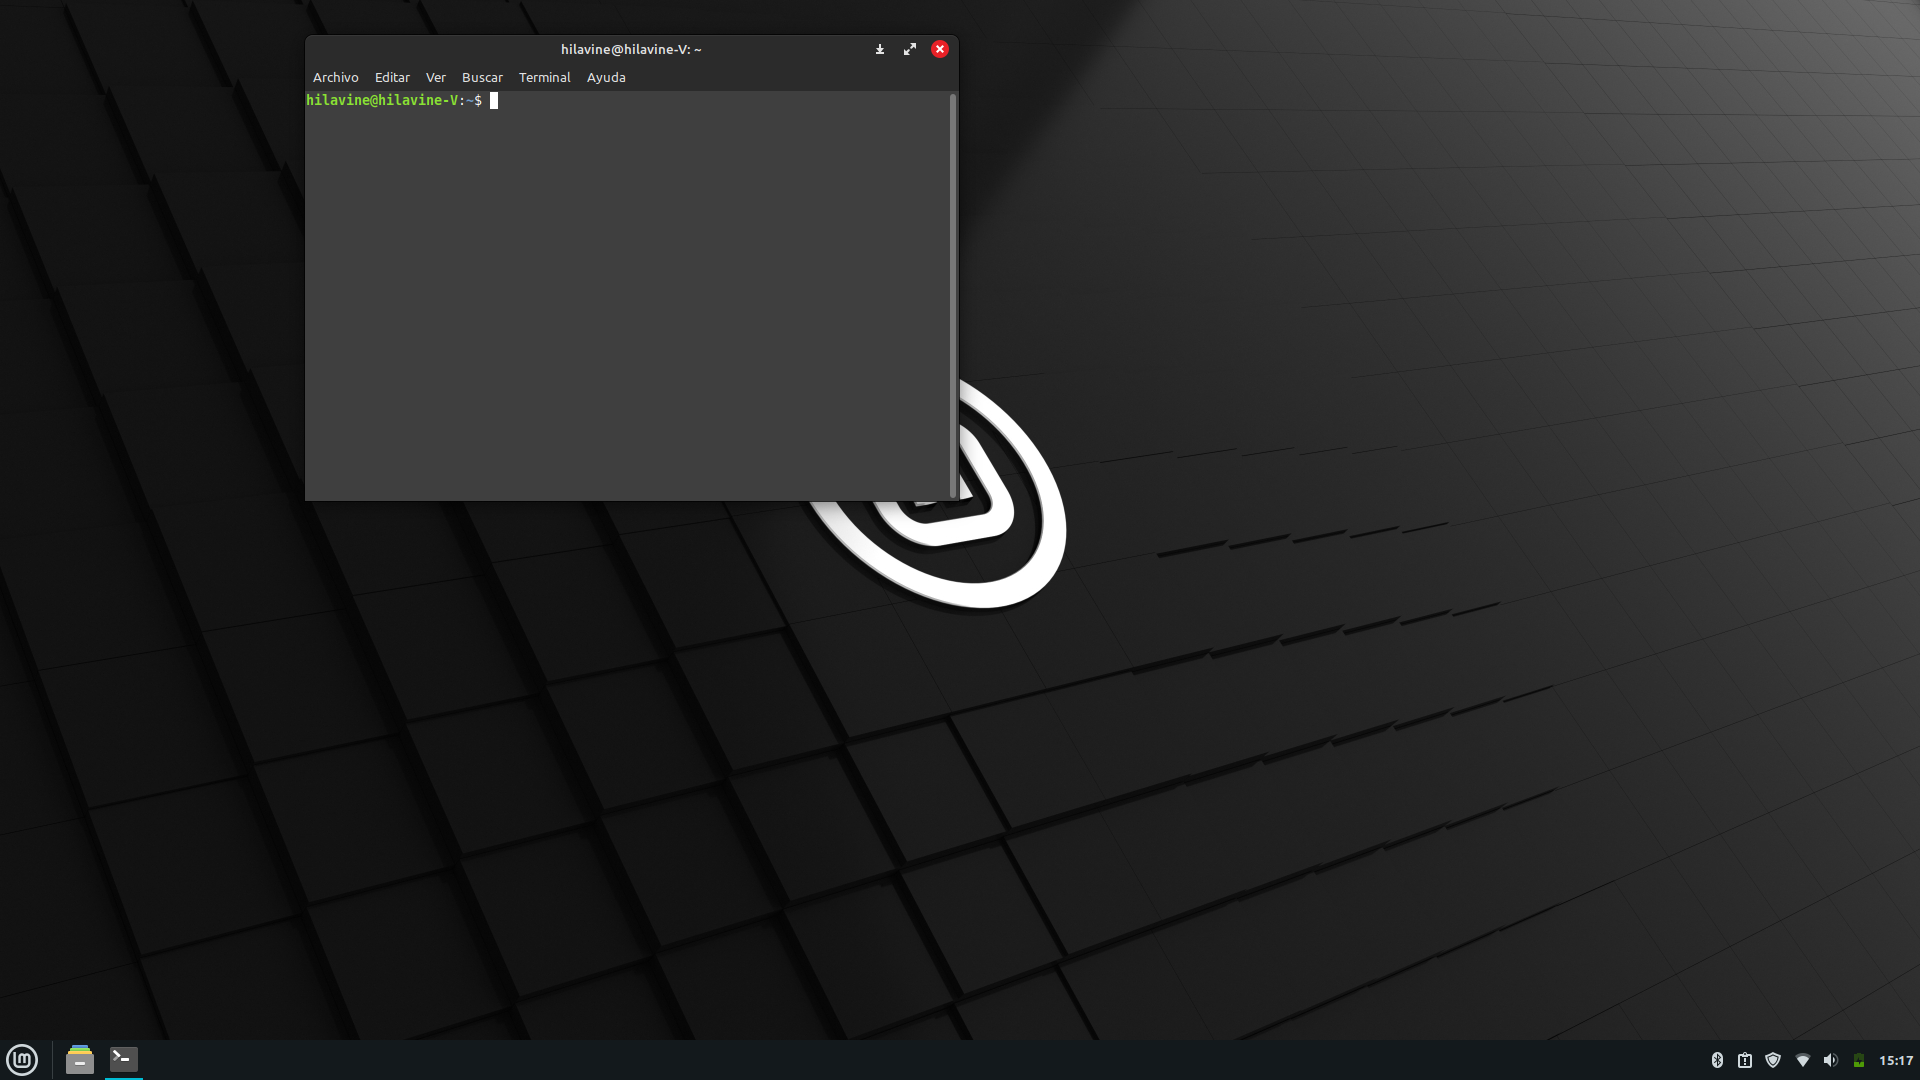 hilavine@hilavine-V: ~
Archivo Editar Ver Buscar Terminal Ayuda
hilavine@hilavine-V:~$
15:17